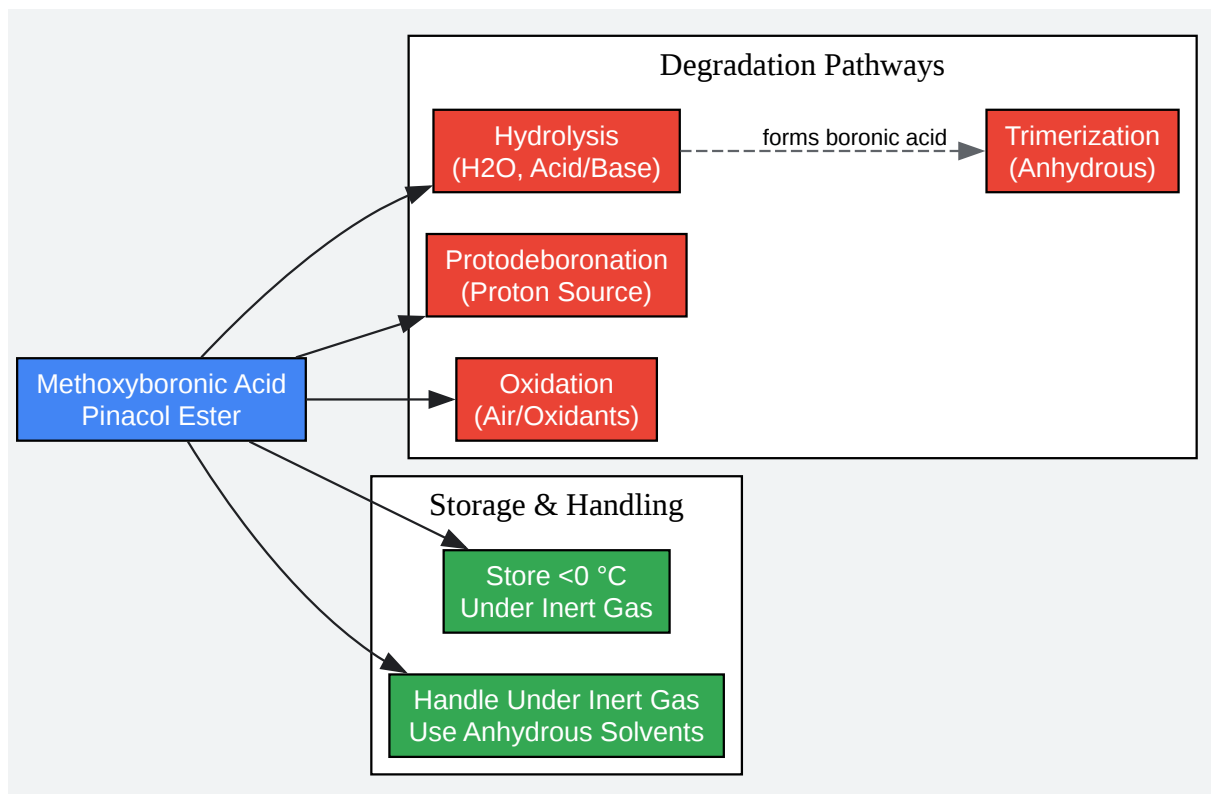 Degradation Pathways
Hydrolysis
(H2O, Acid/Base)
forms boronic acid
Trimerization
(Anhydrous)
Protodeboronation
(Proton Source)
Methoxyboronic Acid
Pinacol Ester
Oxidation
(Air/Oxidants)
Storage & Handling
Store <0 °C
Under Inert Gas
Handle Under Inert Gas
Use Anhydrous Solvents